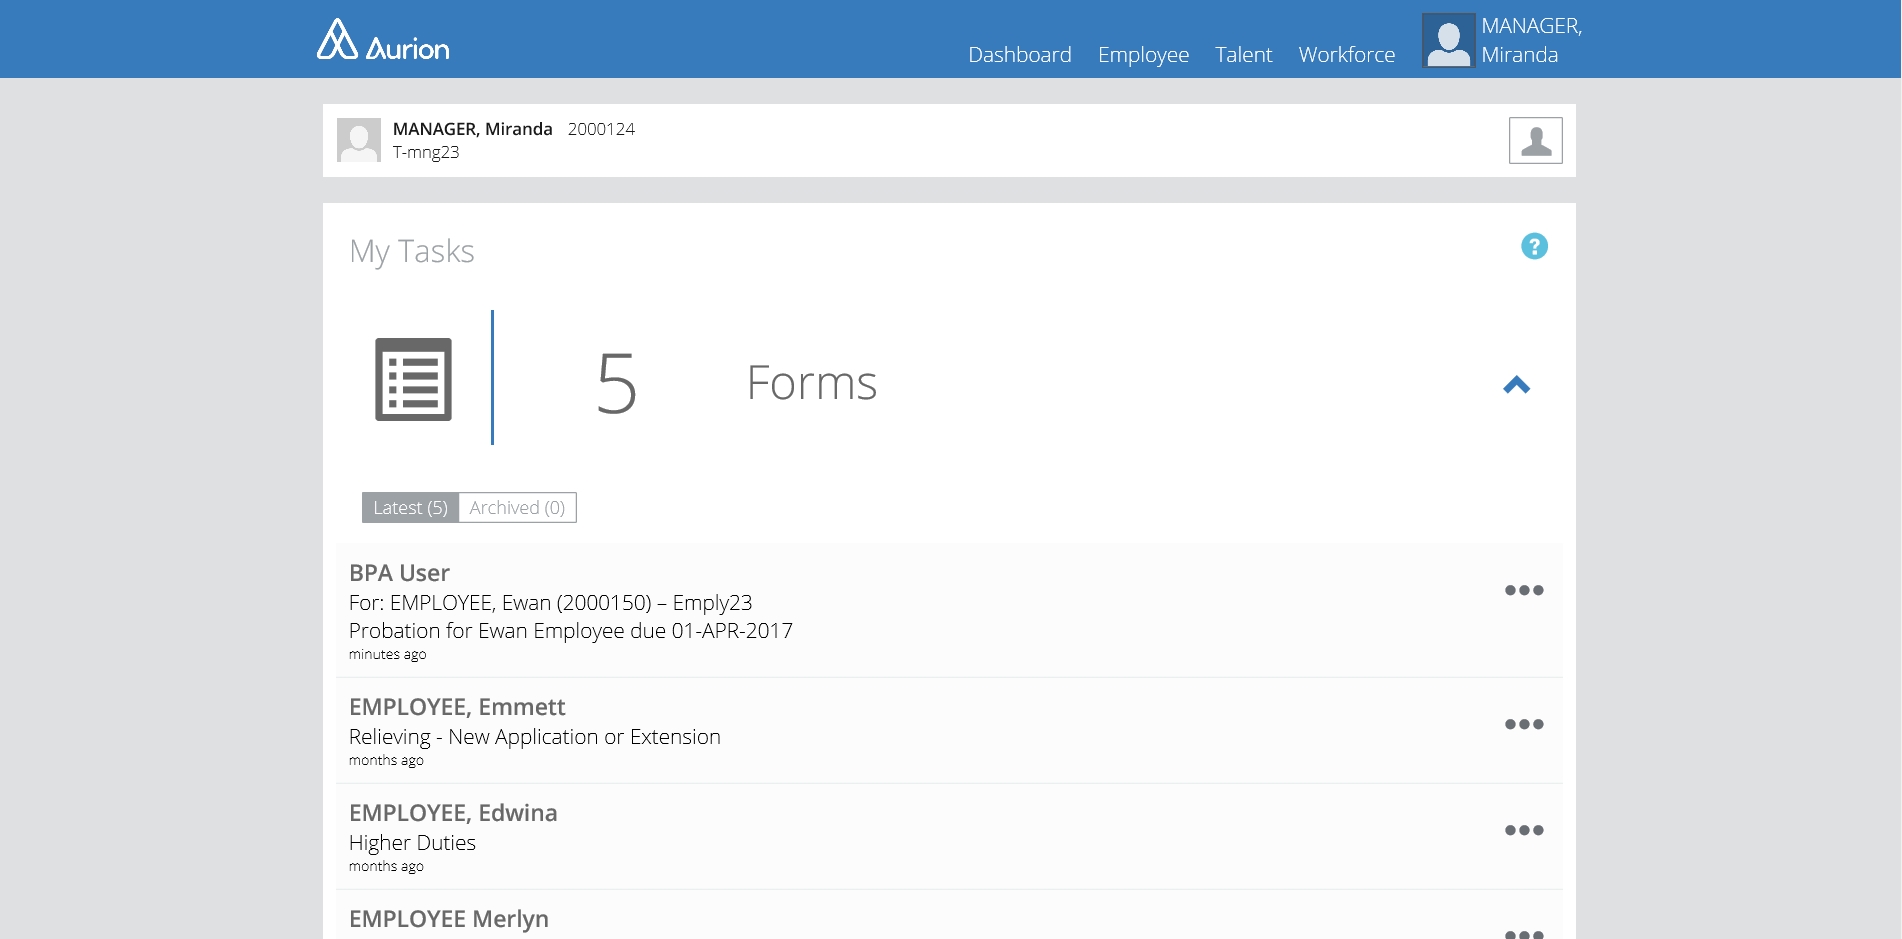 Aurion
Dashboard Employee Talent Workforce
MANAGER,
Miranda
MANAGER, Miranda 2000124
T-mng23
My Tasks
?
5 Forms
Latest (5) Archived (0)
BPA User
For: EMPLOYEE, Ewan (2000150) – Emply23
Probation for Ewan Employee due 01-APR-2017
minutes ago
EMPLOYEE, Emmett
Relieving - New Application or Extension
months ago
EMPLOYEE, Edwina
Higher Duties
months ago
EMPLOYEE Merlyn